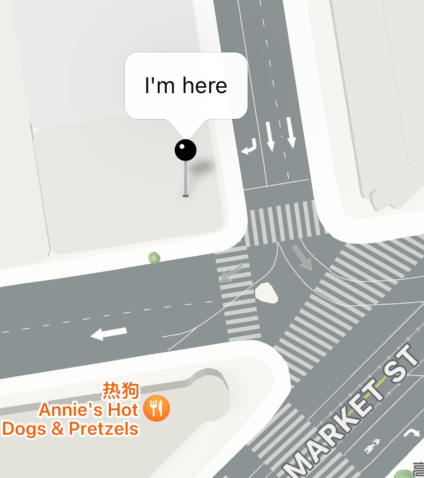 I'm here
MARKET ST
热狗
Annie's Hot
Dogs & Pretzels